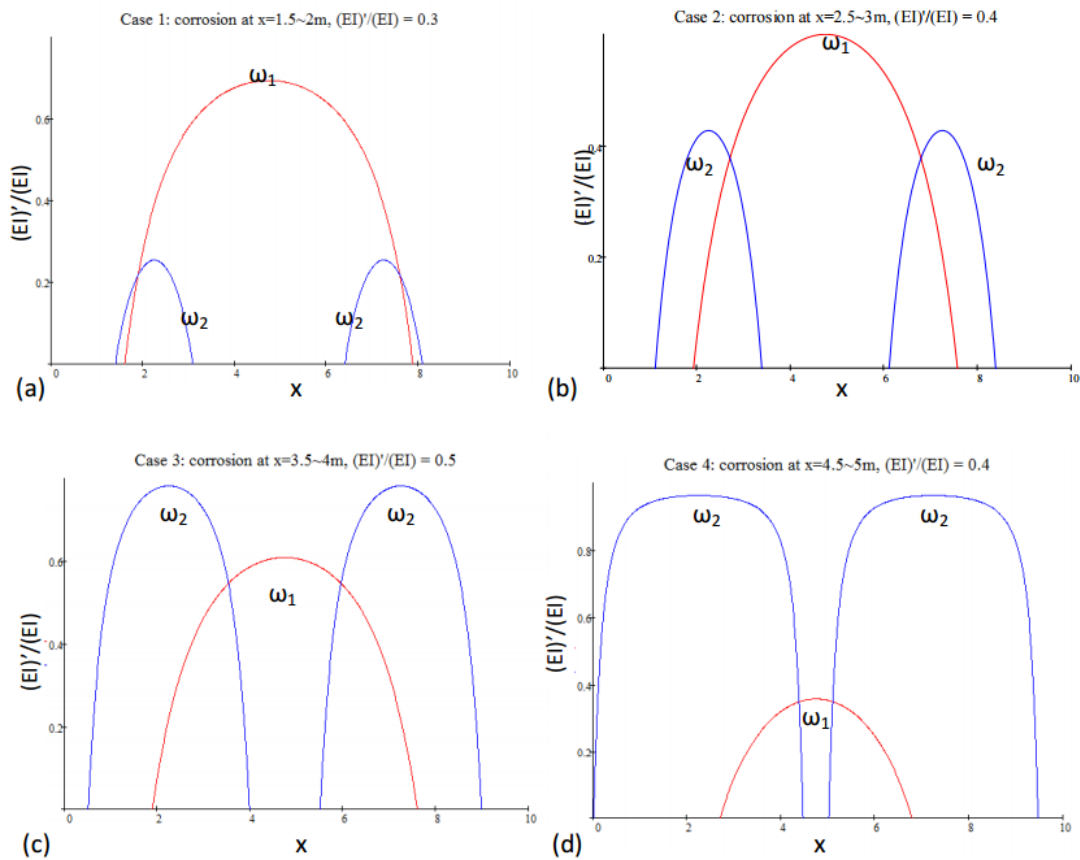 Case 1: corrosion at x=1.5~2m, (EI)'/(EI) = 0.3
ω1
0.6
0.4
0.2
(EI)'/(EI)
ω2
ω2
0
2
4
6
8
10
(a)
x
Case 2: corrosion at x=2.5~3m, (EI)'/(EI) = 0.4
ω1
0.4
0.2
(EI)'/(EI)
ω2
ω2
0
2
4
6
8
10
(b)
x
Case 3: corrosion at x=3.5~4m, (EI)'/(EI) = 0.5
ω2
ω2
0.6
0.4
0.2
(EI)'/(EI)
ω1
0
2
4
6
8
10
(c)
x
Case 4: corrosion at x=4.5~5m, (EI)'/(EI) = 0.4
ω2
ω2
0.8
0.6
0.4
0.2
(EI)'/(EI)
ω1
0
2
4
6
8
10
(d)
x